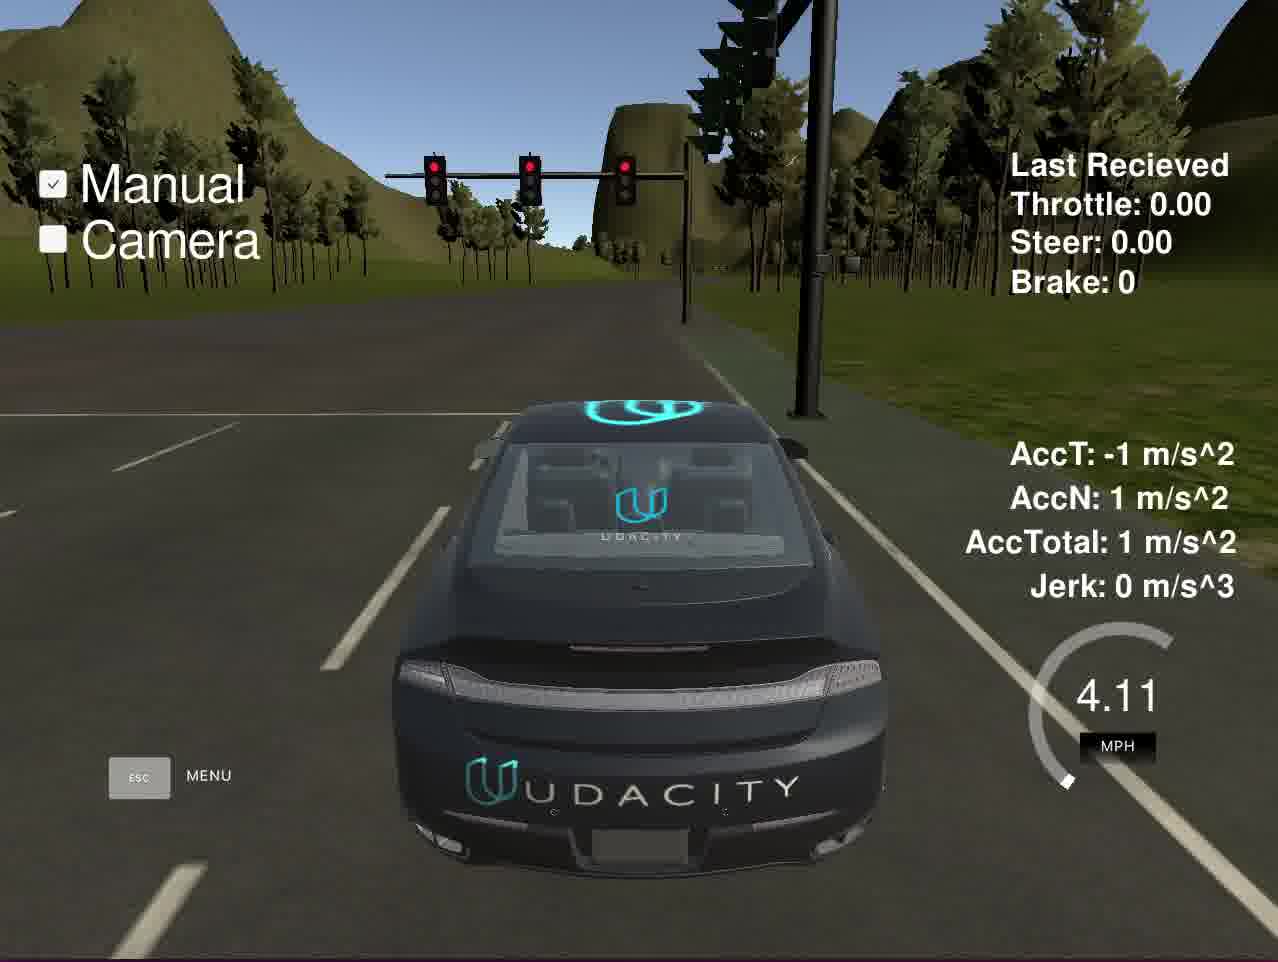 Manual
Camera
Last Recieved
Throttle: 0.00
Steer: 0.00
Brake: 0
AccT: -1 m/s^2
AccN: 1 m/s^2
AccTotal: 1 m/s^2
Jerk: 0 m/s^3
UDACITY
4.11
MPH
ESC MENU
UDACITY